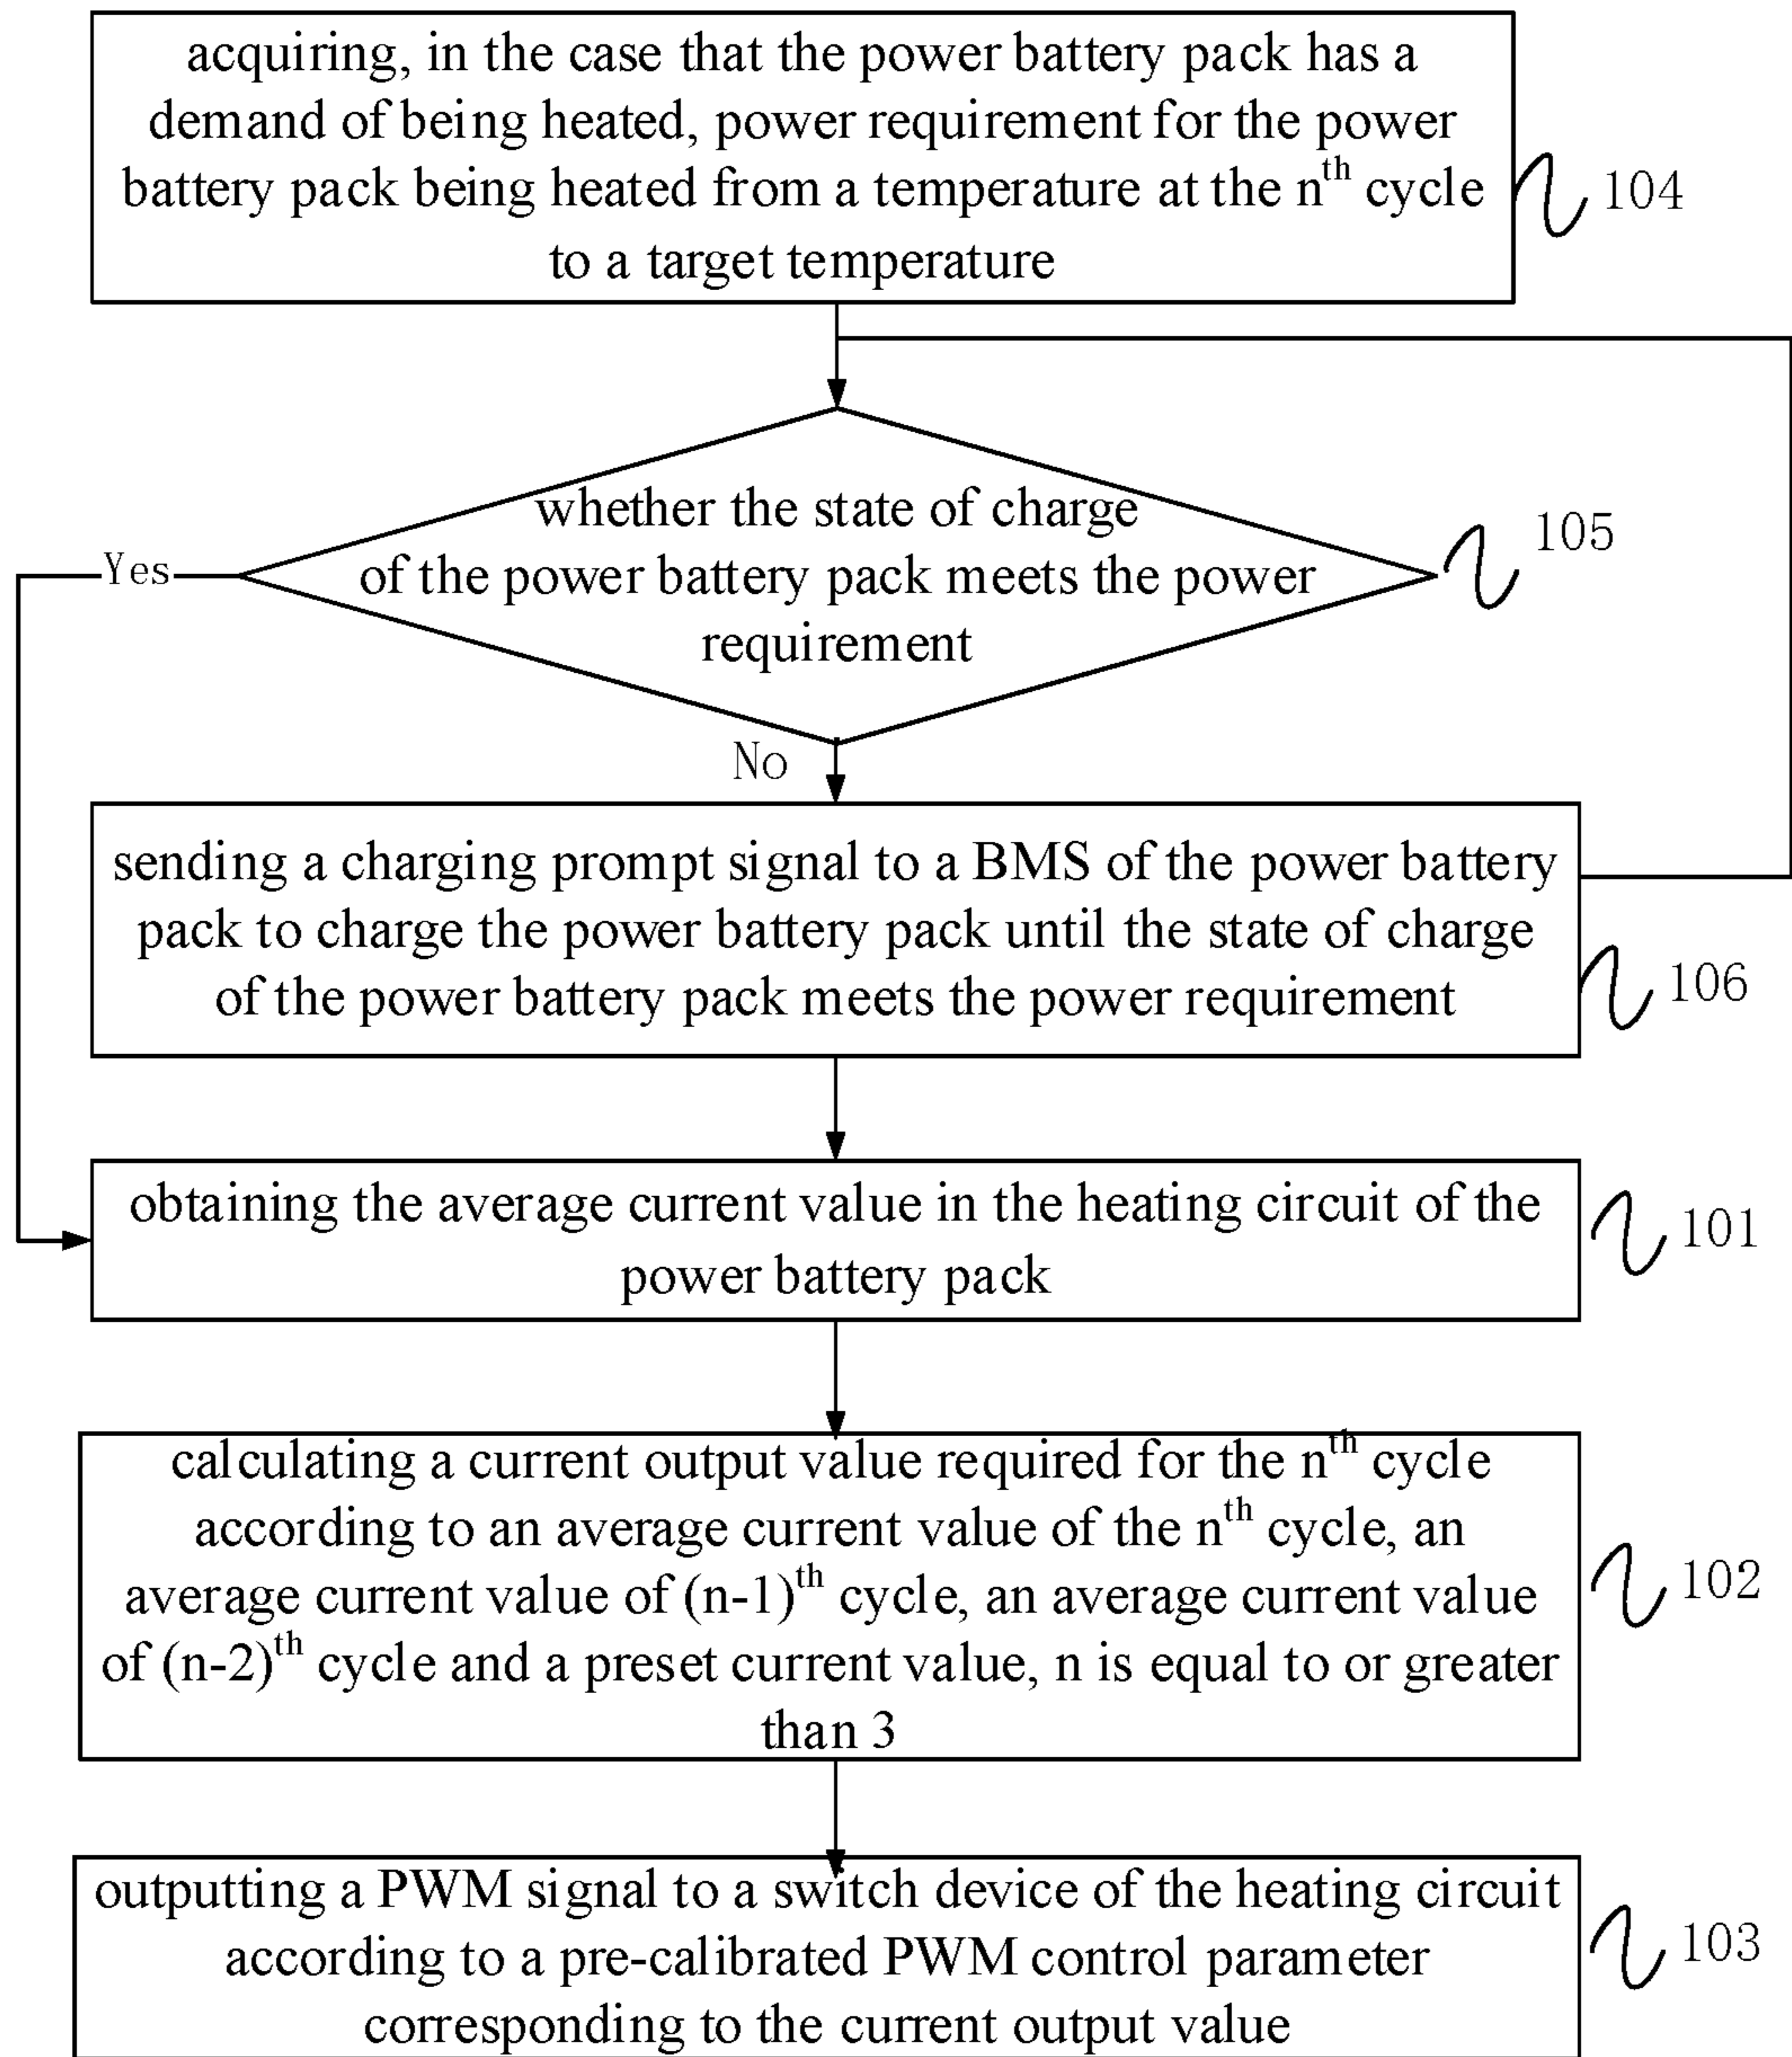 acquiring, in the case that the power battery pack has a
demand of being heated, power requirement for the power
battery pack being heated from a temperature at the nth cycle
to a target temperature
104
whether the state of charge
of the power battery pack meets the power
requirement
105
Yes
No
sending a charging prompt signal to a BMS of the power battery
pack to charge the power battery pack until the state of charge
of the power battery pack meets the power requirement
106
obtaining the average current value in the heating circuit of the
power battery pack
101
calculating a current output value required for the nth cycle
according to an average current value of the nth cycle, an
average current value of (n-1)th cycle, an average current value
of (n-2)th cycle and a preset current value, n is equal to or greater
than 3
102
outputting a PWM signal to a switch device of the heating circuit
according to a pre-calibrated PWM control parameter
corresponding to the current output value
103